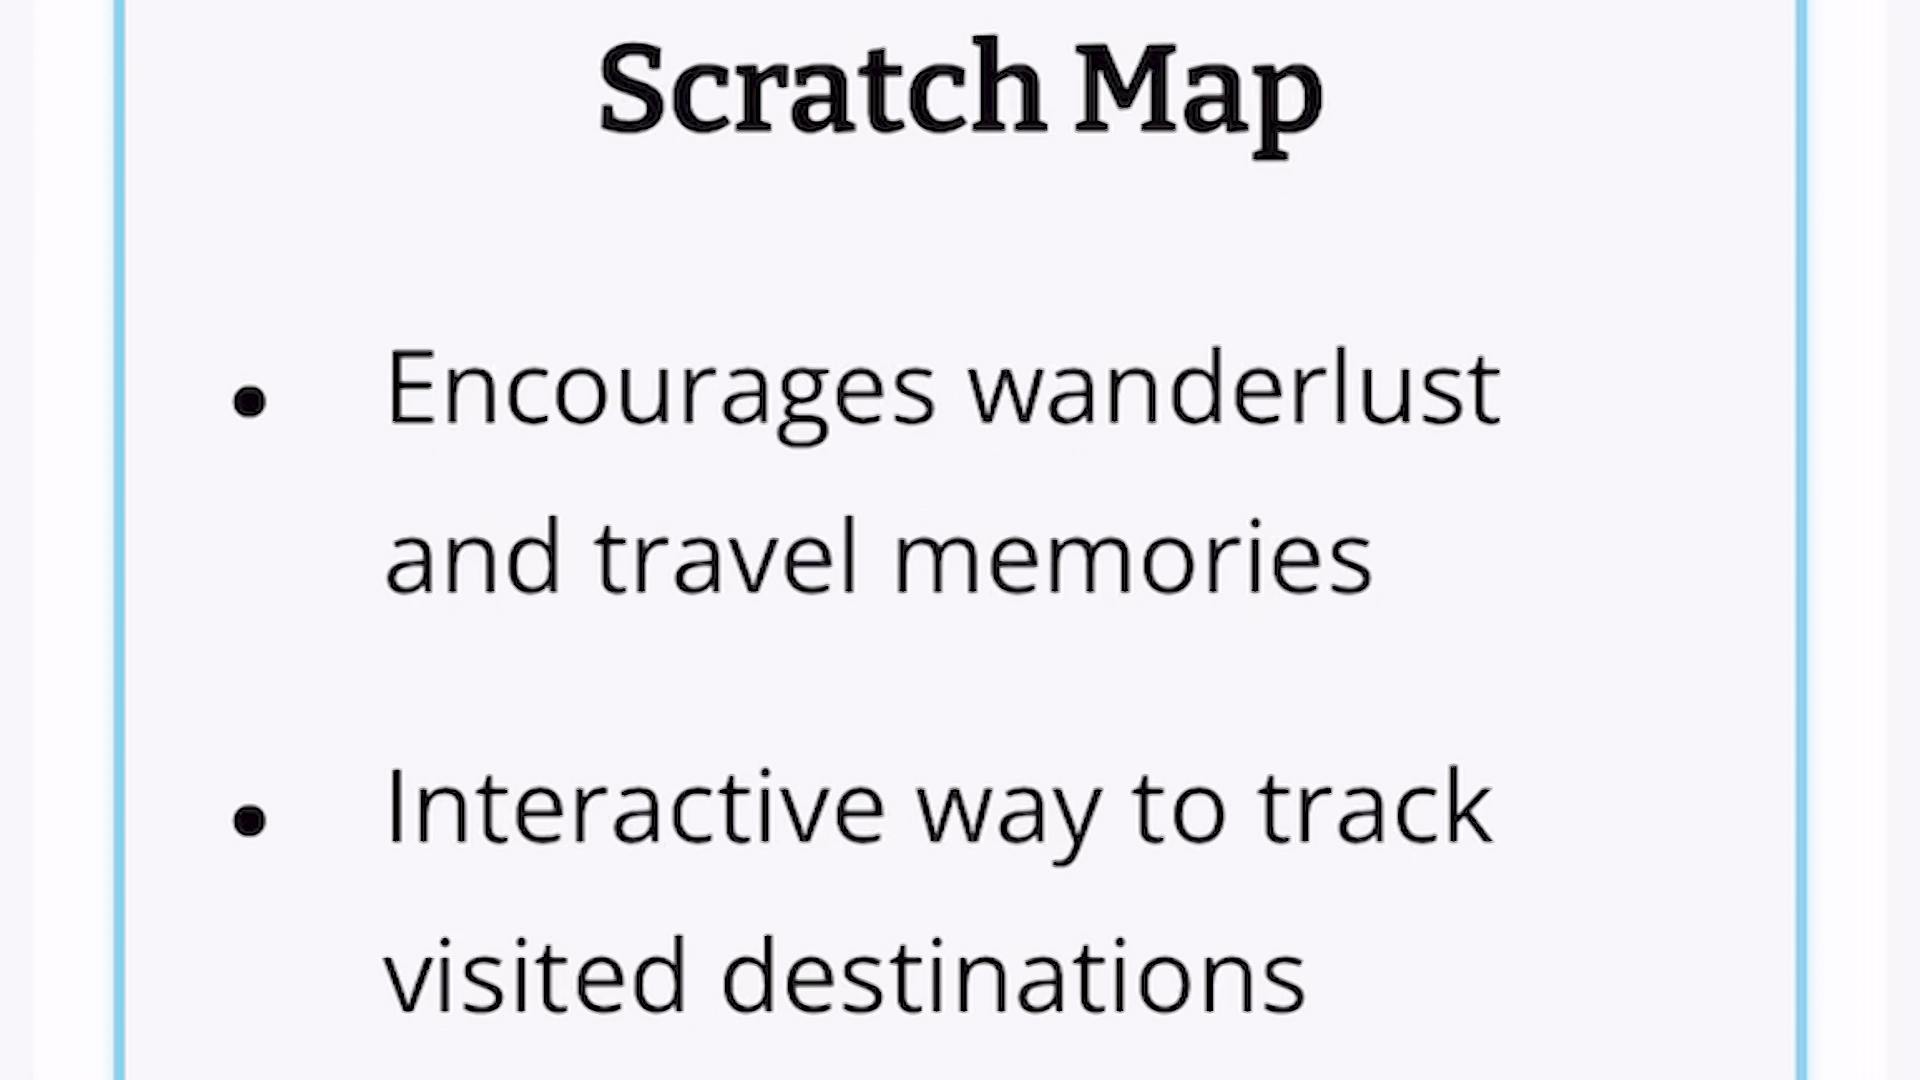 Scratch Map
• Encourages wanderlust
and travel memories
• Interactive way to track
visited destinations